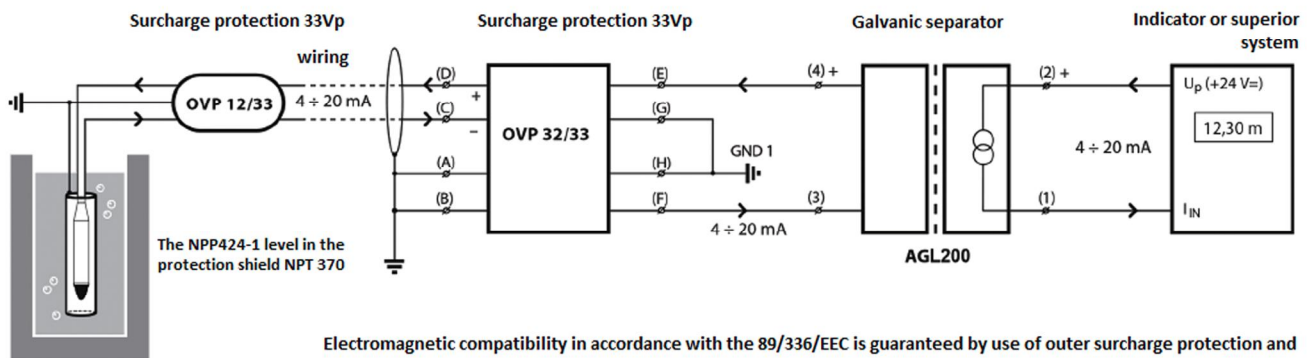 Surcharge protection 33Vp
Surcharge protection 33Vp
Galvanic separator
Indicator or superior
system
wiring
OVP 12/33
4 ÷ 20 mA
(D)
+
(C)
−
(A)
(B)
OVP 32/33
(E)
(G)
(H)
(F)
GND 1
4 ÷ 20 mA
(4) +
(3)
AGL200
(2) +
(1)
4 ÷ 20 mA
Up (+24 V=)
12,30 m
IIN
The NPP424-1 level in the
protection shield NPT 370
Electromagnetic compatibility in accordance with the 89/336/EEC is guaranteed by use of outer surcharge protection and